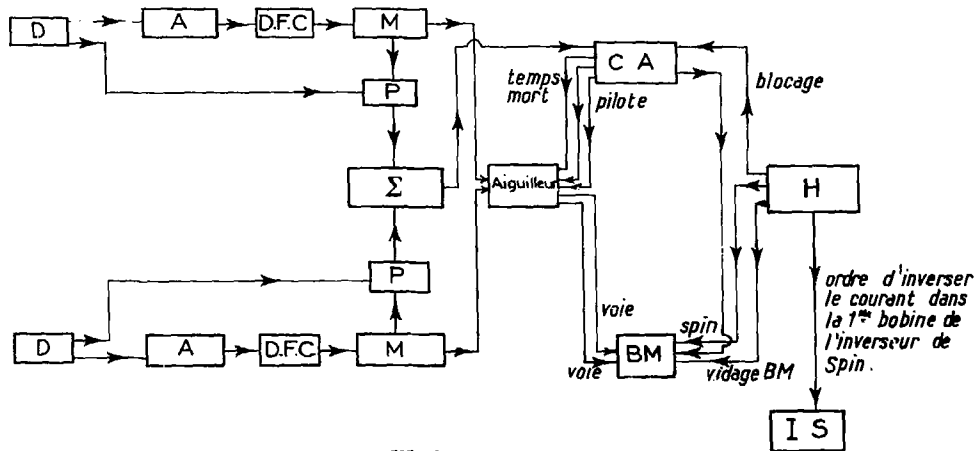 D
A
D.F.C
M
P
Σ
C A
temps
mort
pilote
blocage
Aiguilleur
H
P
D
A
D.F.C
M
voie
voie
BM
spin
vidage BM
ordre d'inverser
le courant dans
la 1ère bobine de
l'inverseur de
Spin.
I S